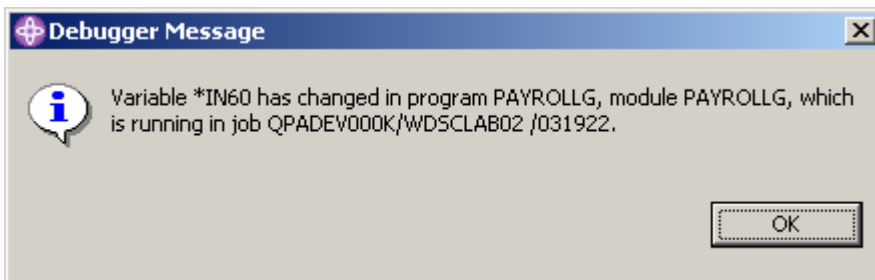 Debugger Message
Variable *IN60 has changed in program PAYROLLG, module PAYROLLG, which
is running in job QPADEV000K/WDSCLAB02 /031922.
OK